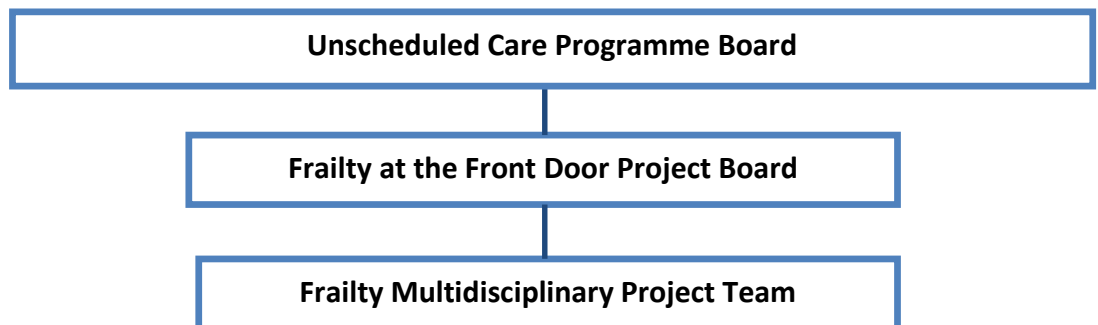 Unscheduled Care Programme Board
Frailty at the Front Door Project Board
Frailty Multidisciplinary Project Team